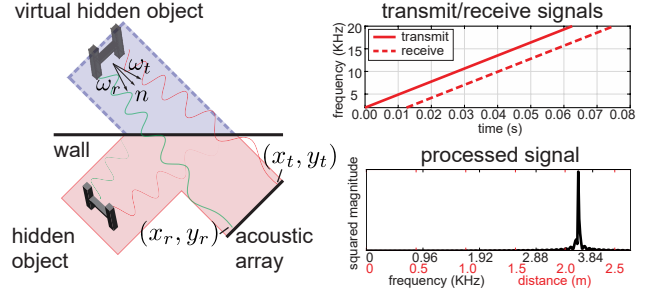 virtual hidden object
ω_t
ω_r
n
wall
(x_t, y_t)
(x_r, y_r)
hidden
object
acoustic
array
transmit/receive signals
frequency (KHz)
20
15
10
5
transmit
receive
0.00 0.01 0.02 0.03 0.04 0.05 0.06 0.07 0.08
time (s)
processed signal
squared magnitude
0 0.96 1.92 2.88 3.84
0 0.5 1.0 1.5 2.0 2.5
frequency (KHz) distance (m)